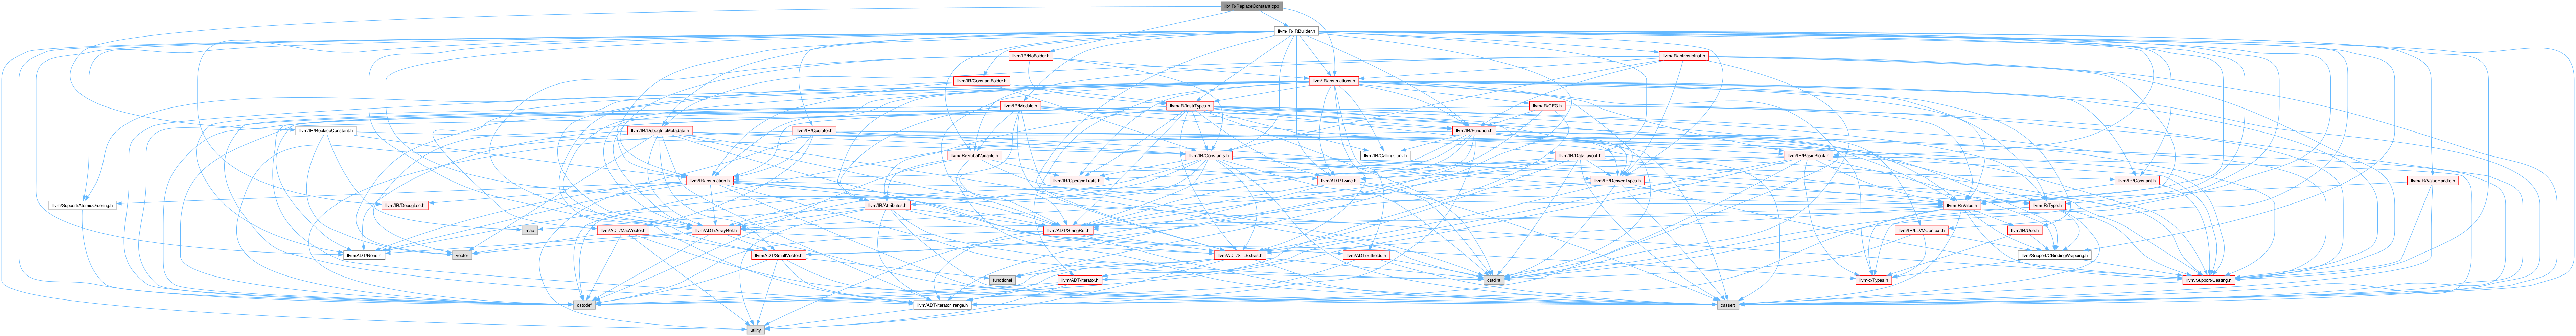 lib/IR/ReplaceConstant.cpp
llvm/IR/IRBuilder.h
llvm/IR/NoFolder.h
llvm/IR/IntrinsicInst.h
llvm/IR/ConstantFolder.h
llvm/IR/Instructions.h
llvm/IR/Module.h
llvm/IR/InstrTypes.h
llvm/IR/CFG.h
llvm/IR/ReplaceConstant.h
llvm/IR/DebugInfoMetadata.h
llvm/IR/Operator.h
llvm/IR/Function.h
llvm/IR/GlobalVariable.h
llvm/IR/Constants.h
llvm/IR/CallingConv.h
llvm/IR/DataLayout.h
llvm/IR/BasicBlock.h
llvm/IR/Instruction.h
llvm/IR/OperandTraits.h
llvm/ADT/Twine.h
llvm/IR/DerivedTypes.h
llvm/IR/Constant.h
llvm/IR/ValueHandle.h
llvm/Support/AtomicOrdering.h
llvm/IR/DebugLoc.h
llvm/IR/Attributes.h
llvm/IR/Value.h
llvm/IR/Type.h
map
llvm/ADT/MapVector.h
llvm/ADT/ArrayRef.h
llvm/ADT/StringRef.h
llvm/IR/LLVMContext.h
llvm/IR/Use.h
llvm/ADT/None.h
vector
llvm/ADT/SmallVector.h
llvm/ADT/STLExtras.h
llvm/ADT/Bitfields.h
llvm/Support/CBindingWrapping.h
functional
llvm/ADT/iterator.h
cstdint
llvm-c/Types.h
llvm/Support/Casting.h
cstddef
llvm/ADT/iterator_range.h
cassert
utility